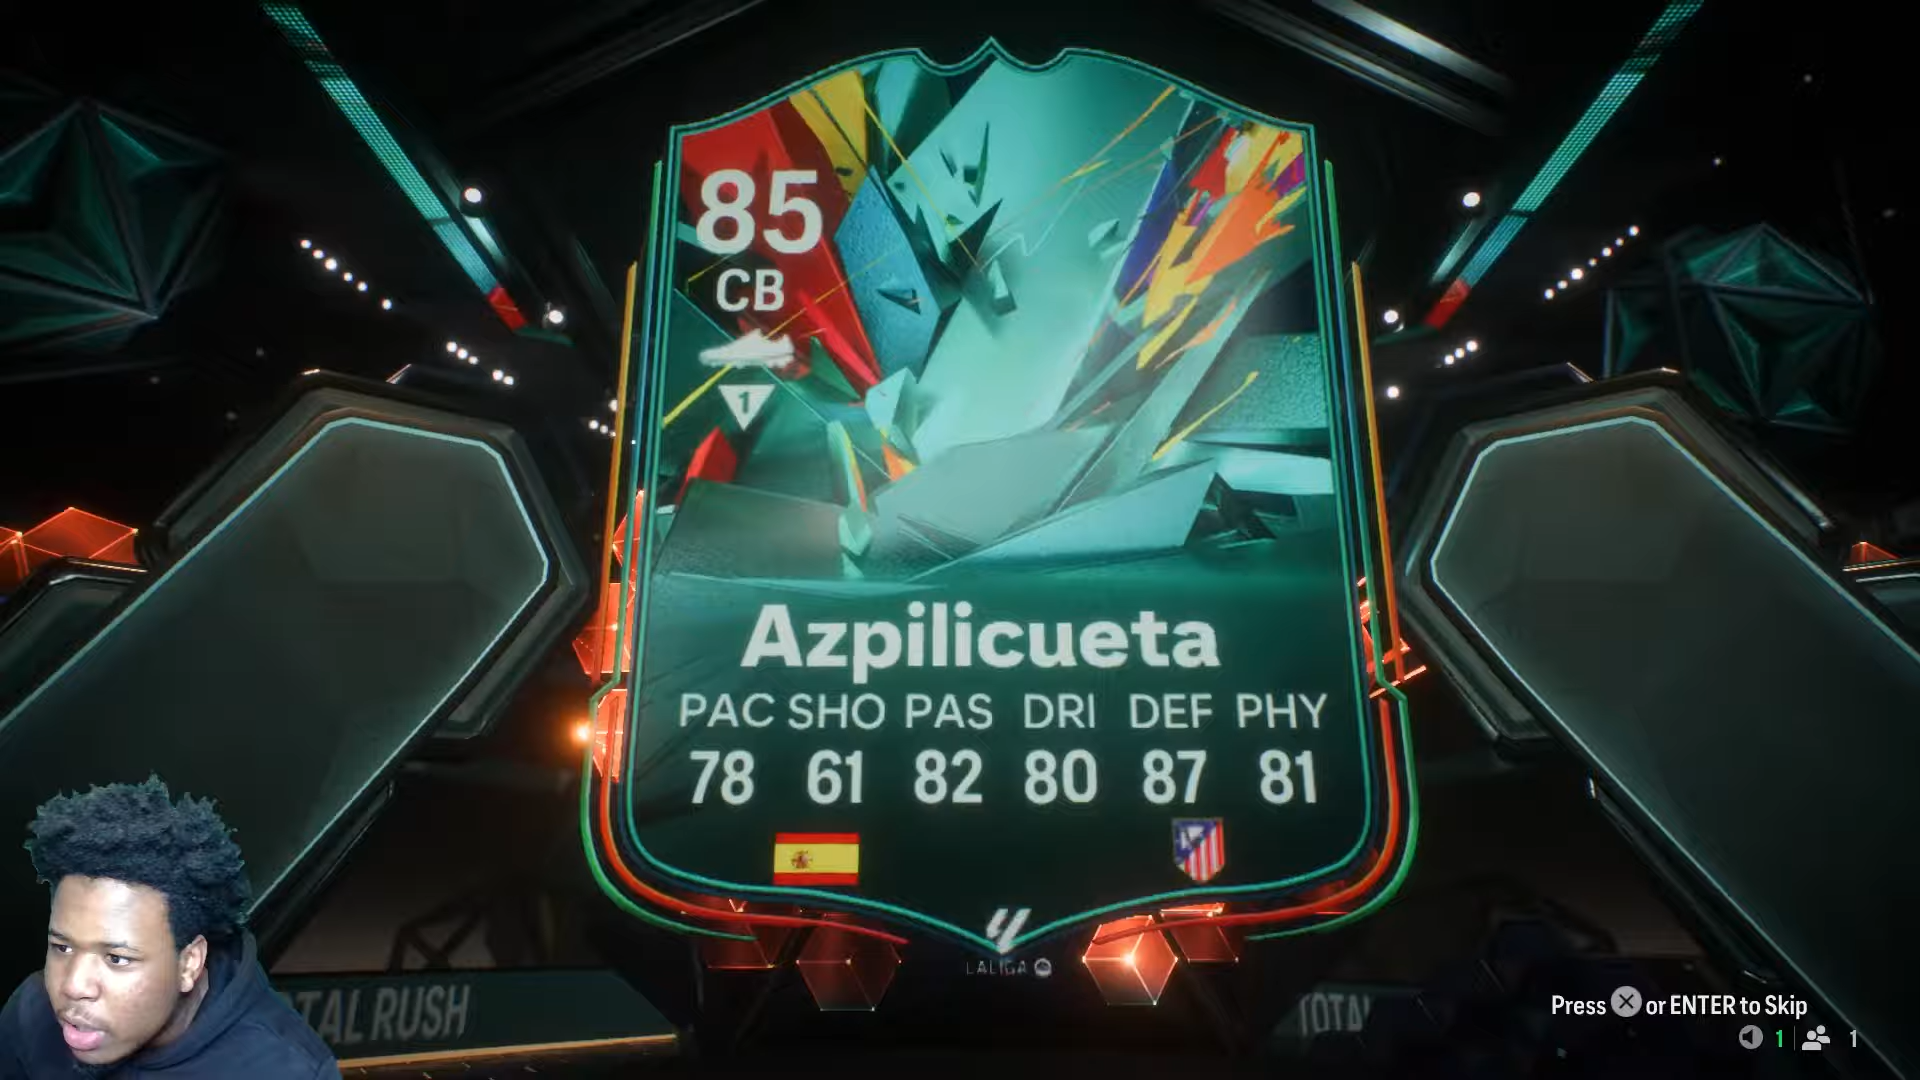 85
CB
1
Azpilicueta
PAC SHO PAS DRI DEF PHY
78 61 82 80 87 81
LALIGA
TOTAL RUSH
TOTAL
Press X or ENTER to Skip
1 1